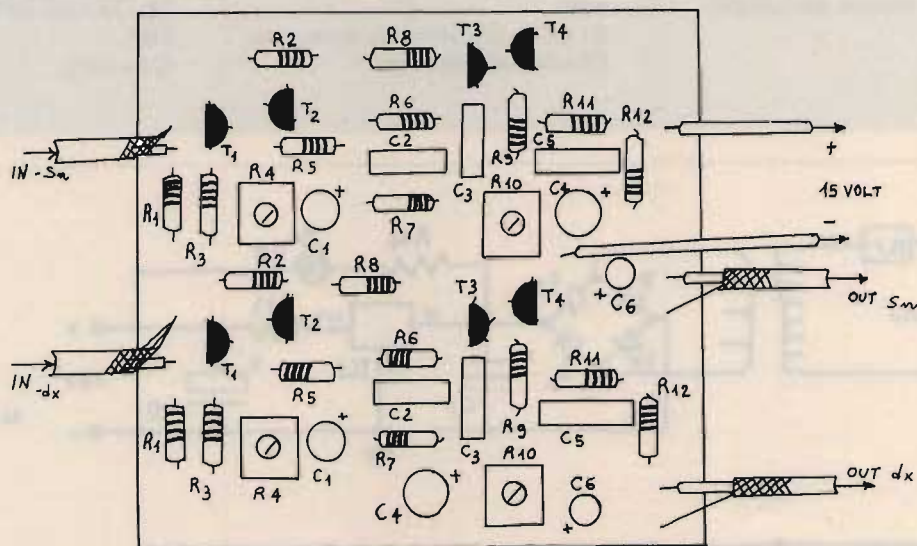 R2
R8
T3
T4
T2
R6
R11
R12
T1
R5
C2
R9
C5
IN-Sn
R1
R3
R4
C1
R7
C3
R10
C4
+
15 VOLT
-
R2
R8
T3
T4
+
C6
OUT Sn
T2
T1
R6
R11
IN-dx
R5
C2
R9
C5
R12
R1
R3
R4
+
C1
R7
C3
R10
C4
+
C6
+
OUT dx